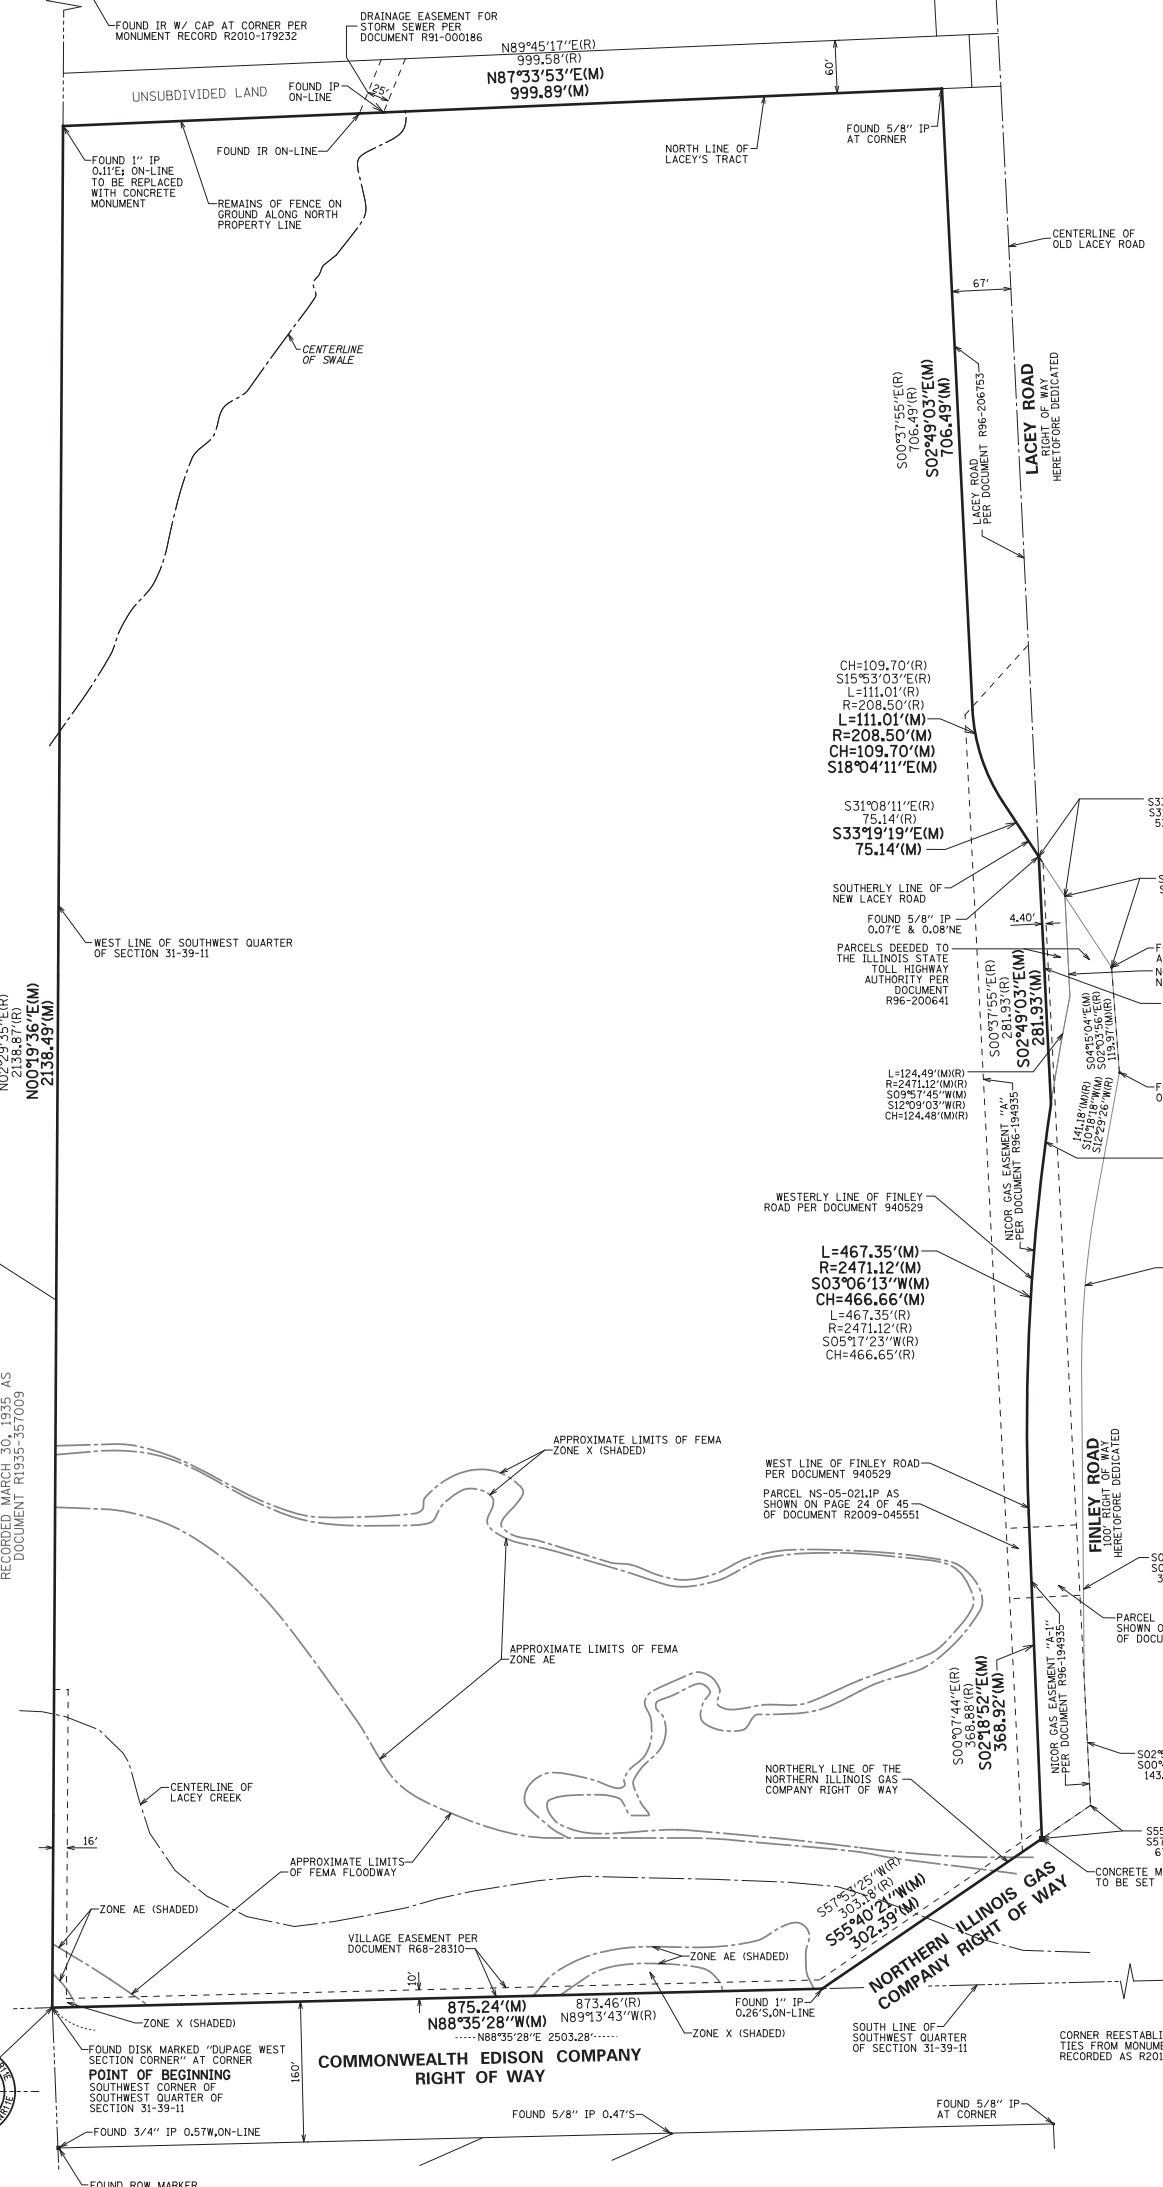 FOUND IR W/ CAP AT CORNER PER
MONUMENT RECORD R2010-179232
DRAINAGE EASEMENT FOR
STORM SEWER PER
DOCUMENT R91-000186
N89°45'17"E(R)
999.58'(R)
N87°33'53"E(M)
999.89'(M)
60'
UNSUBDIVIDED LAND
FOUND IP
ON-LINE
25'
FOUND 1" IP
0.11'E; ON-LINE
TO BE REPLACED
WITH CONCRETE
MONUMENT
FOUND IR ON-LINE
REMAINS OF FENCE ON
GROUND ALONG NORTH
PROPERTY LINE
NORTH LINE OF
LACEY'S TRACT
FOUND 5/8" IP
AT CORNER
CENTERLINE OF
OLD LACEY ROAD
67'
CENTERLINE
OF SWALE
S00°37'55"E(R)
706.49'(R)
S02°49'03"E(M)
706.49'(M)
LACEY ROAD
PER DOCUMENT R96-206753
LACEY ROAD
RIGHT OF WAY
HERETOFORE DEDICATED
CH=109.70'(R)
S15°53'03"E(R)
L=111.01'(R)
R=208.50'(R)
L=111.01'(M)
R=208.50'(M)
CH=109.70'(M)
S18°04'11"E(M)
S31°08'11"E(R)
75.14'(R)
S33°19'19"E(M)
75.14'(M)
SOUTHERLY LINE OF
NEW LACEY ROAD
FOUND 5/8" IP
0.07'E & 0.08'NE
4.40'
PARCELS DEEDED TO
THE ILLINOIS STATE
TOLL HIGHWAY
AUTHORITY PER
DOCUMENT
R96-200641
S00°37'55"E(R)
281.93'(R)
S02°49'03"E(M)
281.93'(M)
WEST LINE OF SOUTHWEST QUARTER
OF SECTION 31-39-11
N02°29'35"E(R)
2138.87'(R)
N00°19'36"E(M)
2138.49'(M)
S04°15'04"E(M)
S02°03'56"E(R)
119.97'(M)(R)
L=124.49'(M)(R)
R=2471.12'(M)(R)
S09°57'45"W(M)
S12°09'03"W(R)
CH=124.48'(M)(R)
141.18'(M)(R)
S10°18'18"W(M)
S12°29'26"W(R)
NICOR GAS EASEMENT "A"
PER DOCUMENT R96-194935
WESTERLY LINE OF FINLEY
ROAD PER DOCUMENT 940529
L=467.35'(M)
R=2471.12'(M)
S03°06'13"W(M)
CH=466.66'(M)
L=467.35'(R)
R=2471.12'(R)
S05°17'23"W(R)
CH=466.65'(R)
RECORDED MARCH 30, 1935 AS
DOCUMENT R1935-357009
APPROXIMATE LIMITS OF FEMA
ZONE X (SHADED)
WEST LINE OF FINLEY ROAD
PER DOCUMENT 940529
PARCEL NS-05-021.1P AS
SHOWN ON PAGE 24 OF 45
OF DOCUMENT R2009-045551
FINLEY ROAD
100' RIGHT OF WAY
HERETOFORE DEDICATED
PARCEL
SHOWN O
OF DOCU
APPROXIMATE LIMITS OF FEMA
ZONE AE
S00°07'44"E(R)
368.88'(R)
S02°18'52"E(M)
368.92'(M)
NICOR GAS EASEMENT "A-1"
PER DOCUMENT R96-194935
NORTHERLY LINE OF THE
NORTHERN ILLINOIS GAS
COMPANY RIGHT OF WAY
CENTERLINE OF
LACEY CREEK
16'
APPROXIMATE LIMITS
OF FEMA FLOODWAY
CONCRETE M
TO BE SET
S57°53'25"W(R)
303.18'(R)
S55°40'21"W(M)
302.39'(M)
NORTHERN ILLINOIS GAS
COMPANY RIGHT OF WAY
ZONE AE (SHADED)
VILLAGE EASEMENT PER
DOCUMENT R68-28310
ZONE AE (SHADED)
10'
875.24'(M)
N88°35'28"W(M)
873.46'(R)
N89°13'43"W(R)
N88°35'28"E 2503.28'
FOUND 1" IP
0.26'S,ON-LINE
ZONE X (SHADED)
ZONE X (SHADED)
SOUTH LINE OF
SOUTHWEST QUARTER
OF SECTION 31-39-11
CORNER REESTABLI
TIES FROM MONUME
RECORDED AS R201
FOUND DISK MARKED "DUPAGE WEST
SECTION CORNER" AT CORNER
POINT OF BEGINNING
SOUTHWEST CORNER OF
SOUTHWEST QUARTER OF
SECTION 31-39-11
160'
COMMONWEALTH EDISON COMPANY
RIGHT OF WAY
FOUND 5/8" IP 0.47'S
FOUND 5/8" IP
AT CORNER
FOUND 3/4" IP 0.57W,ON-LINE
FOUND ROW MARKER